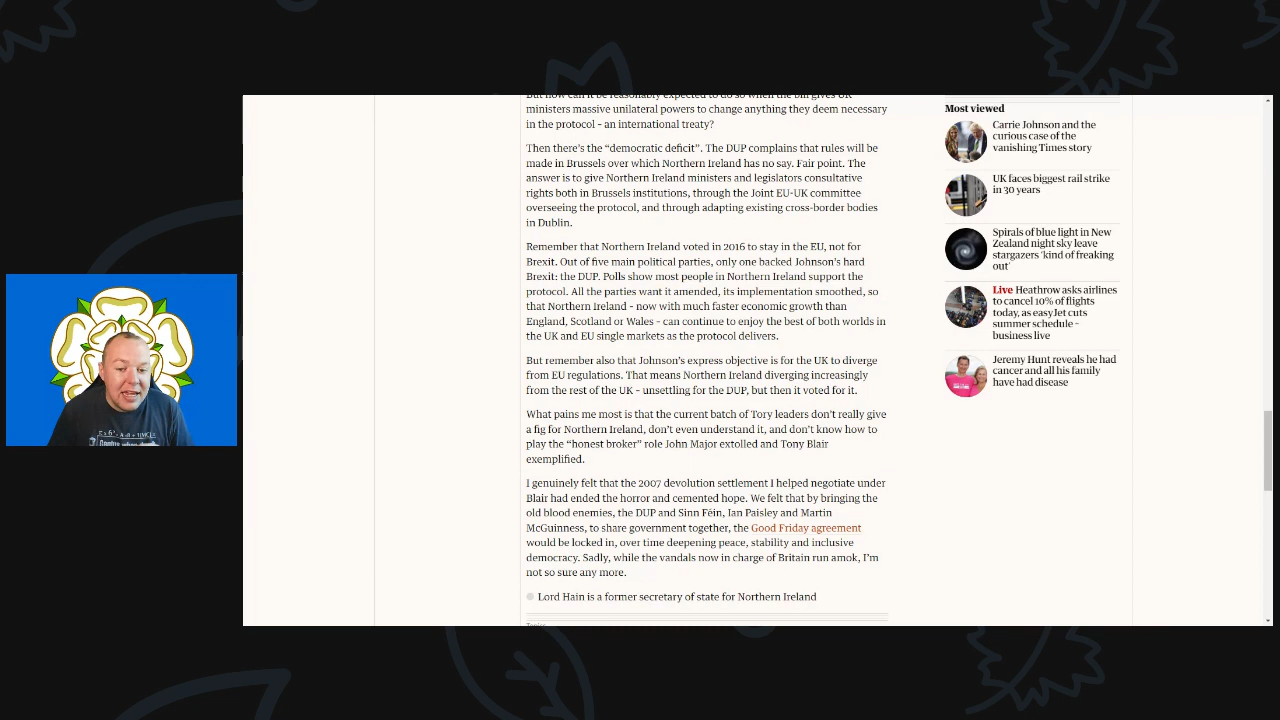 But how can it be reasonably expected to do so when the bill gives UK
ministers massive unilateral powers to change anything they deem necessary
in the protocol – an international treaty?
Then there's the “democratic deficit”. The DUP complains that rules will be
made in Brussels over which Northern Ireland has no say. Fair point. The
answer is to give Northern Ireland ministers and legislators consultative
rights both in Brussels institutions, through the Joint EU-UK committee
overseeing the protocol, and through adapting existing cross-border bodies
in Dublin.
Remember that Northern Ireland voted in 2016 to stay in the EU, not for
Brexit. Out of five main political parties, only one backed Johnson's hard
Brexit: the DUP. Polls show most people in Northern Ireland support the
protocol. All the parties want it amended, its implementation smoothed, so
that Northern Ireland – now with much faster economic growth than
England, Scotland or Wales – can continue to enjoy the best of both worlds in
the UK and EU single markets as the protocol delivers.
But remember also that Johnson's express objective is for the UK to diverge
from EU regulations. That means Northern Ireland diverging increasingly
from the rest of the UK – unsettling for the DUP, but then it voted for it.
What pains me most is that the current batch of Tory leaders don't really give
a fig for Northern Ireland, don't even understand it, and don't know how to
play the “honest broker” role John Major extolled and Tony Blair
exemplified.
I genuinely felt that the 2007 devolution settlement I helped negotiate under
Blair had ended the horror and cemented hope. We felt that by bringing the
old blood enemies, the DUP and Sinn Féin, Ian Paisley and Martin
McGuinness, to share government together, the Good Friday agreement
would be locked in, over time deepening peace, stability and inclusive
democracy. Sadly, while the vandals now in charge of Britain run amok, I'm
not so sure any more.
Lord Hain is a former secretary of state for Northern Ireland
Topics
Most viewed
Carrie Johnson and the
curious case of the
vanishing Times story
UK faces biggest rail strike
in 30 years
Spirals of blue light in New
Zealand night sky leave
stargazers ‘kind of freaking
out’
Live Heathrow asks airlines
to cancel 10% of flights
today, as easyJet cuts
summer schedule –
business live
Jeremy Hunt reveals he had
cancer and all his family
have had disease